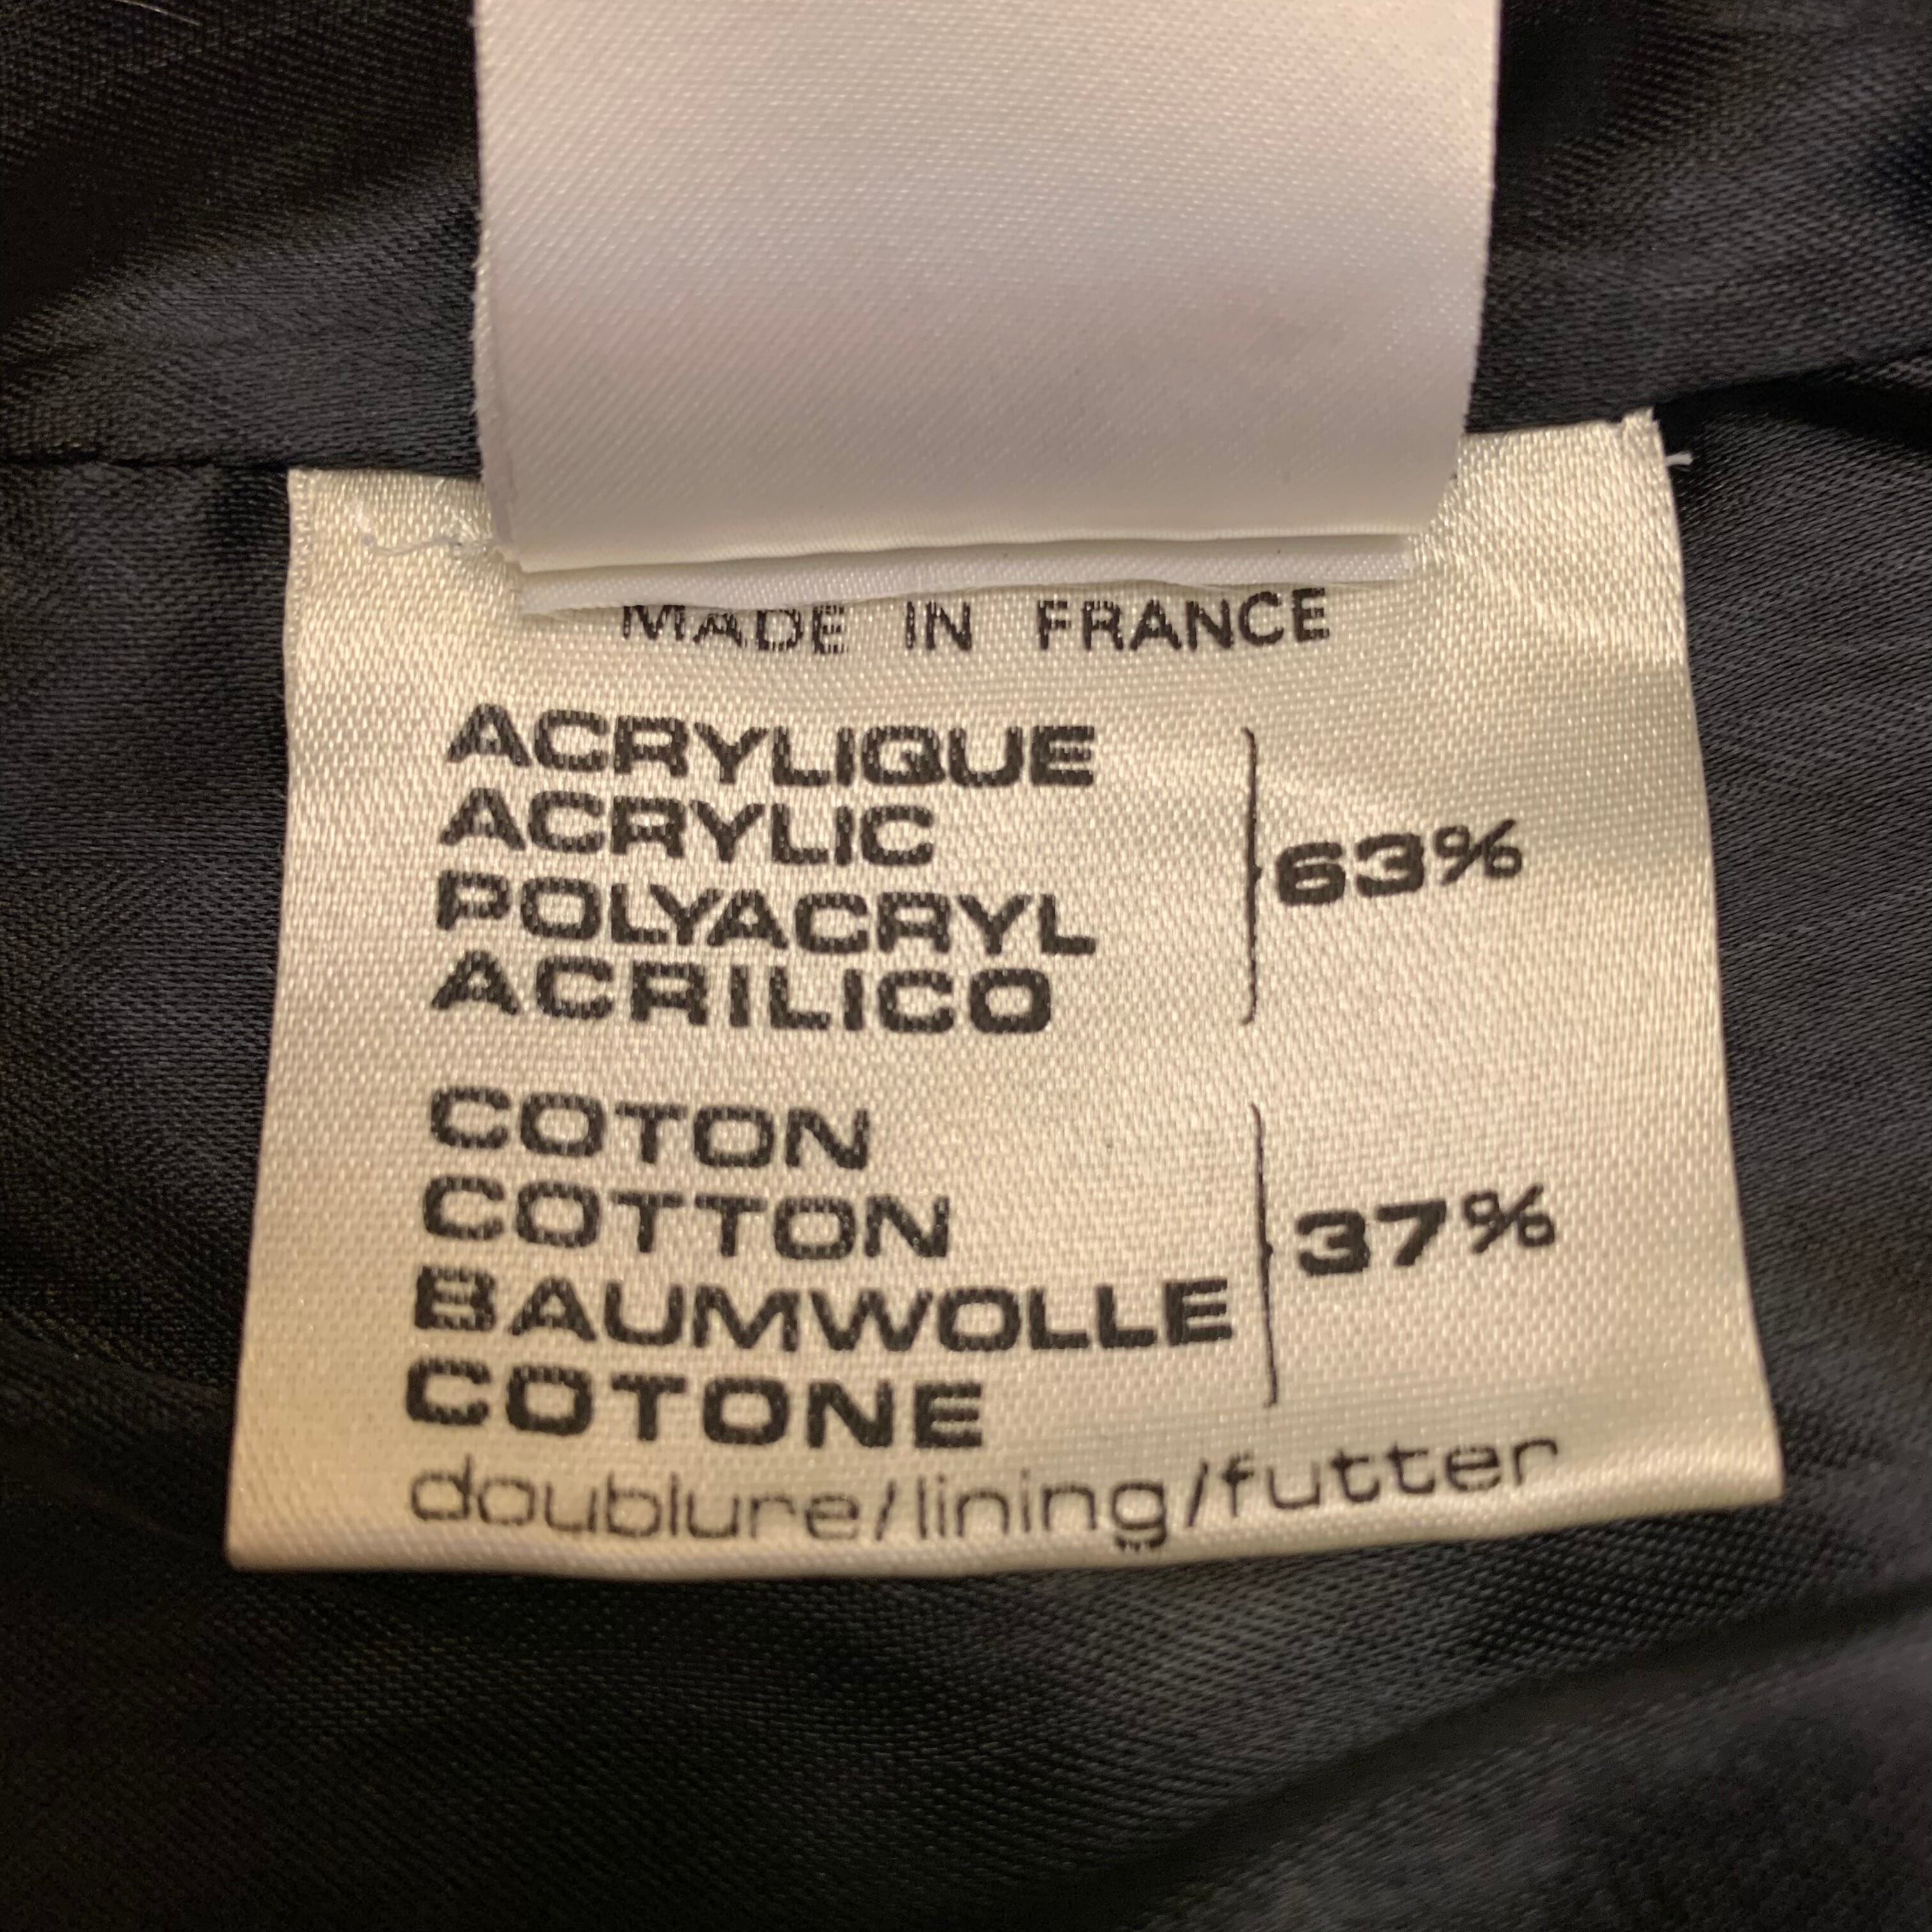 MADE IN FRANCE
ACRYLIQUE
ACRYLIC
POLYACRYL
ACRILICO
63%
COTON
COTTON
BAUMWOLLE
COTONE
37%
doublure/lining/futter